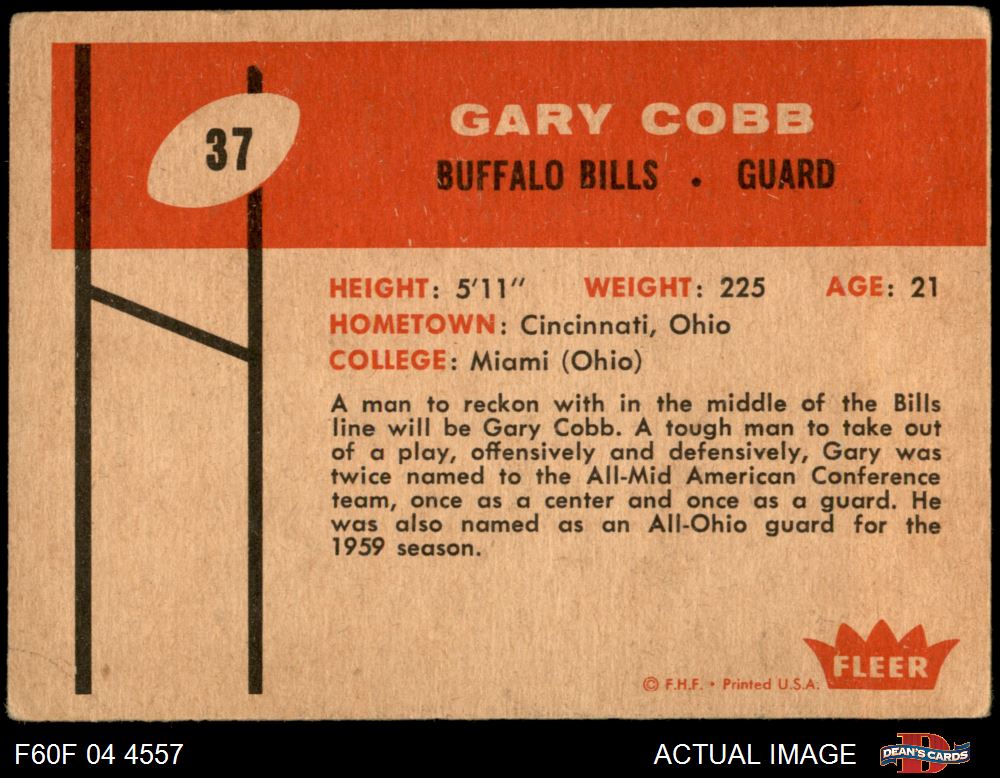 37
GARY COBB
BUFFALO BILLS • GUARD
HEIGHT: 5'11" WEIGHT: 225 AGE: 21
HOMETOWN: Cincinnati, Ohio
COLLEGE: Miami (Ohio)
A man to reckon with in the middle of the Bills
line will be Gary Cobb. A tough man to take out
of a play, offensively and defensively, Gary was
twice named to the All-Mid American Conference
team, once as a center and once as a guard. He
was also named as an All-Ohio guard for the
1959 season.
FLEER
© F.H.F. • Printed U.S.A.
F60F 04 4557
ACTUAL IMAGE
D
DEAN'S CARDS